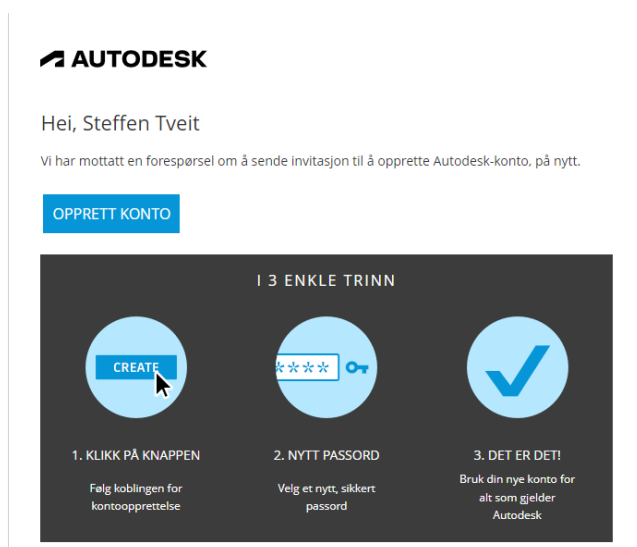 AUTODESK
Hei, Steffen Tveit
Vi har mottatt en forespørsel om å sende invitasjon til å opprette Autodesk-konto, på nytt.
OPPRETT KONTO
I 3 ENKLE TRINN
CREATE
****
1. KLIKK PÅ KNAPPEN
Følg koblingen for
kontoopprettelse
2. NYTT PASSORD
Velg et nytt, sikkert
passord
3. DET ER DET!
Bruk din nye konto for
alt som gjelder
Autodesk